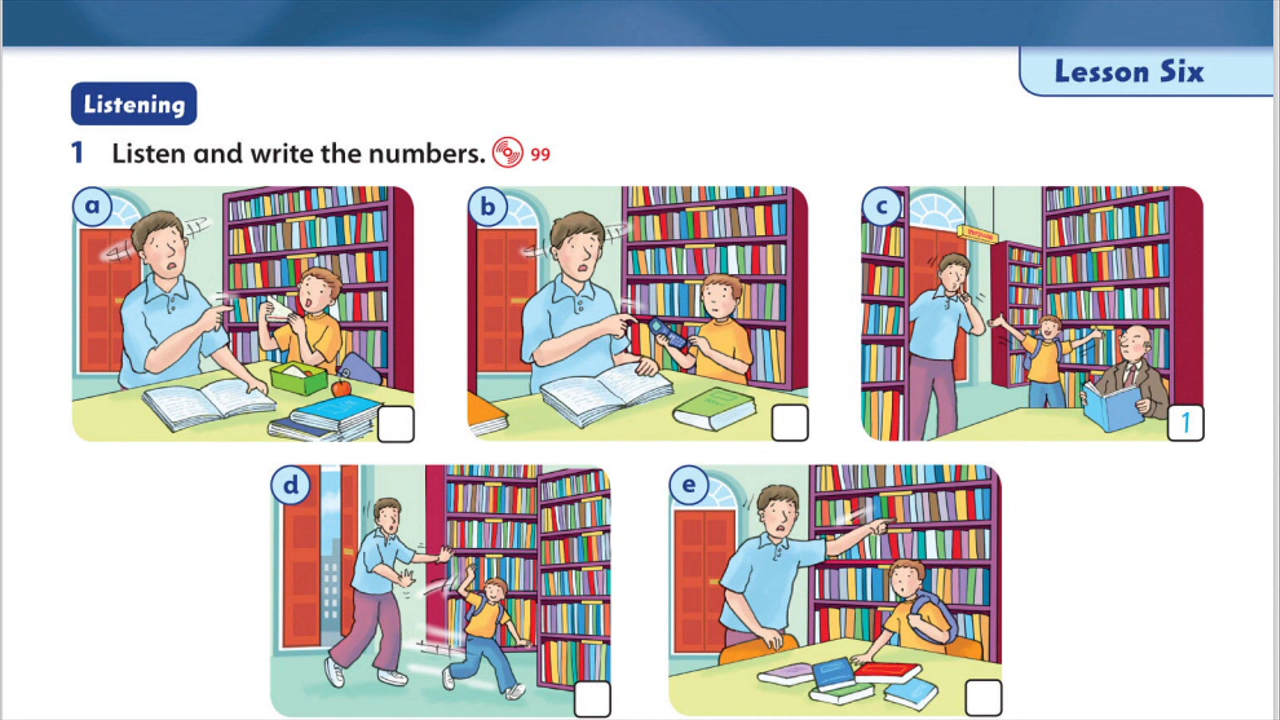 Lesson Six
Listening
1 Listen and write the numbers. 99
a
b
c
1
d
e